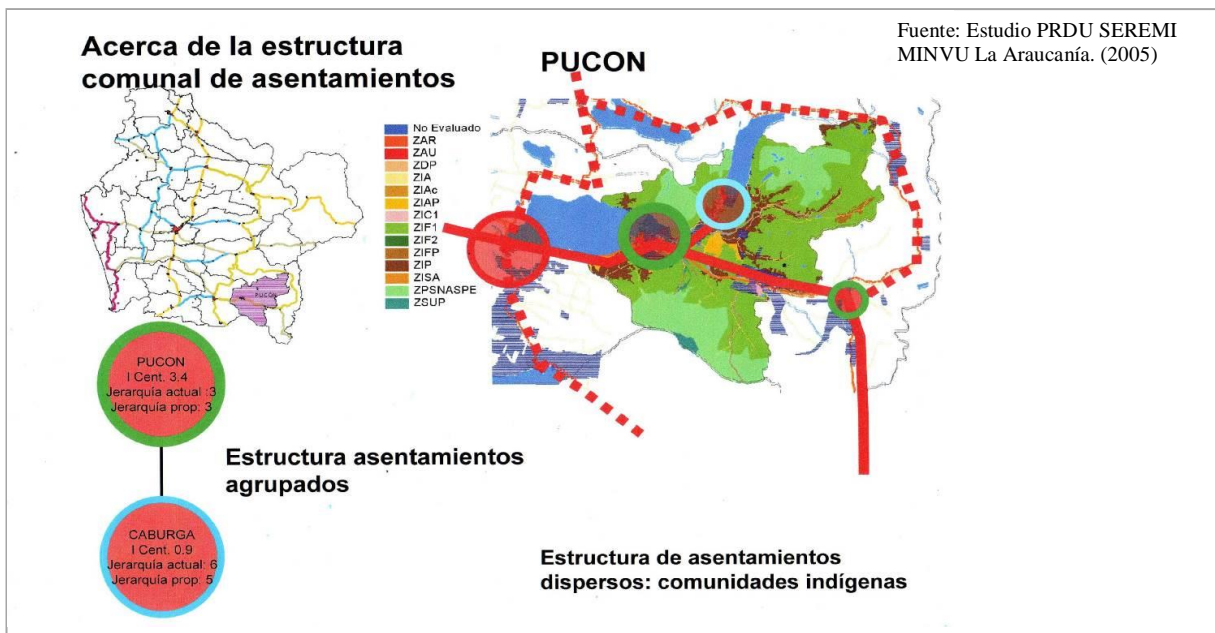 Fuente: Estudio PRDU SEREMI
MINVU La Araucanía. (2005)
Acerca de la estructura
comunal de asentamientos
PUCON
No Evaluado
ZAR
ZAU
ZDP
ZIA
ZIAc
ZIAP
ZIC1
ZIF1
ZIF2
ZIFP
ZIP
ZISA
ZPSNASPE
ZSUP
PUCON
PUCON
I Cent. 3.4
Jerarquía actual :3
Jerarquía prop: 3
Estructura asentamientos
agrupados
CABURGA
I Cent. 0.9
Jerarquía actual: 6
Jerarquía prop: 5
Estructura de asentamientos
dispersos: comunidades indígenas